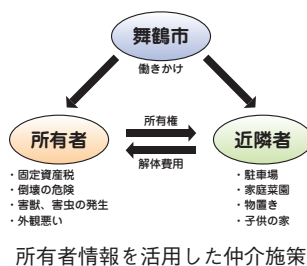 舞鶴市
働きかけ
所有者
所有権
解体費用
近隣者
・固定資産税
・倒壊の危険
・害獣、害虫の発生
・外観悪い
・駐車場
・家庭菜園
・物置き
・子供の家
所有者情報を活用した仲介施策